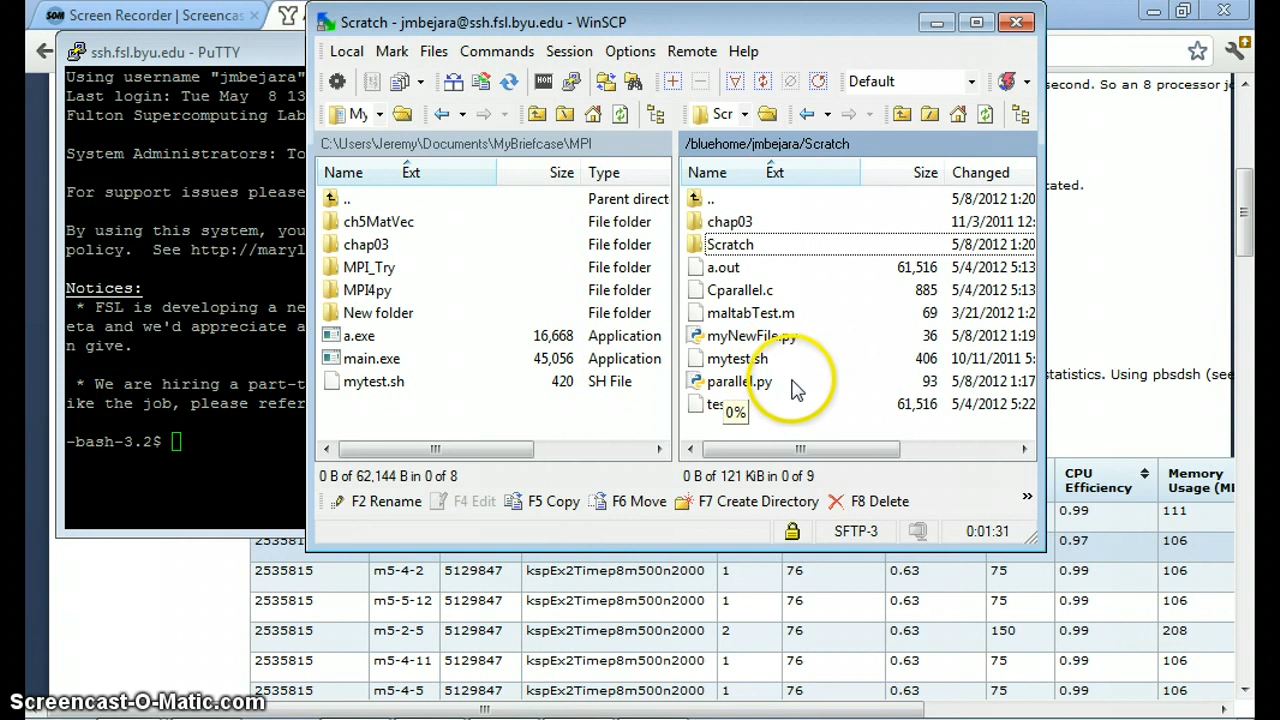 Screen Recorder | Screencas
Scratch - jmbejara@ssh.fsl.byu.edu - WinSCP
ssh.fsl.byu.edu - PuTTY
Local Mark Files Commands Session Options Remote Help
Using username "jmbejara"
Last login: Tue May 8 13
Fulton Supercomputing Lab
Default
second. So an 8 processor jo
My
Scr
C:\Users\Jeremy\Documents\MyBriefcase\MPI
/bluehome/jmbejara/Scratch
System Administrators: To
Name Ext Size Type
Name Ext Size Changed
cated.
For support issues please
.. Parent direct
.. 5/8/2012 1:20
ch5MatVec File folder
chap03 11/3/2011 12:
By using this system, you
policy. See http://maryl
chap03 File folder
Scratch 5/8/2012 1:20
MPI_Try File folder
a.out 61,516 5/4/2012 5:13
Notices:
MPI4py File folder
Cparallel.c 885 5/4/2012 5:13
* FSL is developing a ne
New folder File folder
maltabTest.m 69 3/21/2012 1:
eta and we'd appreciate a
n give.
a.exe 16,668 Application
myNewFile.py 36 5/8/2012 1:19
main.exe 45,056 Application
mytest.sh 406 10/11/2011 5:
statistics. Using pbsdsh (see
* We are hiring a part-t
ike the job, please refer
mytest.sh 420 SH File
parallel.py 93 5/8/2012 1:17
tes 61,516 5/4/2012 5:22
0%
-bash-3.2$
0 B of 62,144 B in 0 of 8
0 B of 121 KiB in 0 of 9
CPU Efficiency
Memory Usage (MI
F2 Rename F4 Edit F5 Copy F6 Move F7 Create Directory F8 Delete »
0.99 111
SFTP-3 0:01:31
253581 0.97 106
2535815 m5-4-2 5129847 kspEx2Timep8m500n2000 1 76 0.63 75 0.99 106
2535815 m5-5-12 5129847 kspEx2Timep8m500n2000 1 76 0.63 75 0.99 106
2535815 m5-2-5 5129847 kspEx2Timep8m500n2000 2 76 0.63 150 0.99 208
2535815 m5-4-11 5129847 kspEx2Timep8m500n2000 1 76 0.63 75 0.99 106
2535815 m5-4-5 5129847 kspEx2Timep8m500n2000 1 76 0.63 75 0.99 106
Screencast-O-Matic.com